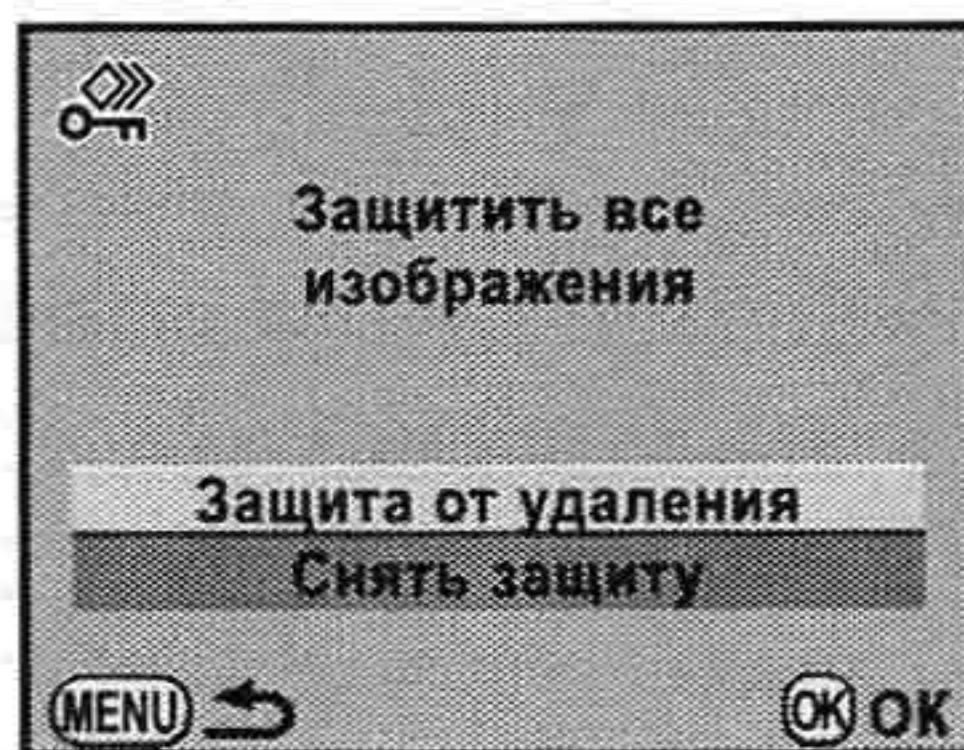 Защитить все
изображения
Защита от удаления
Снять защиту
MENU OK OK